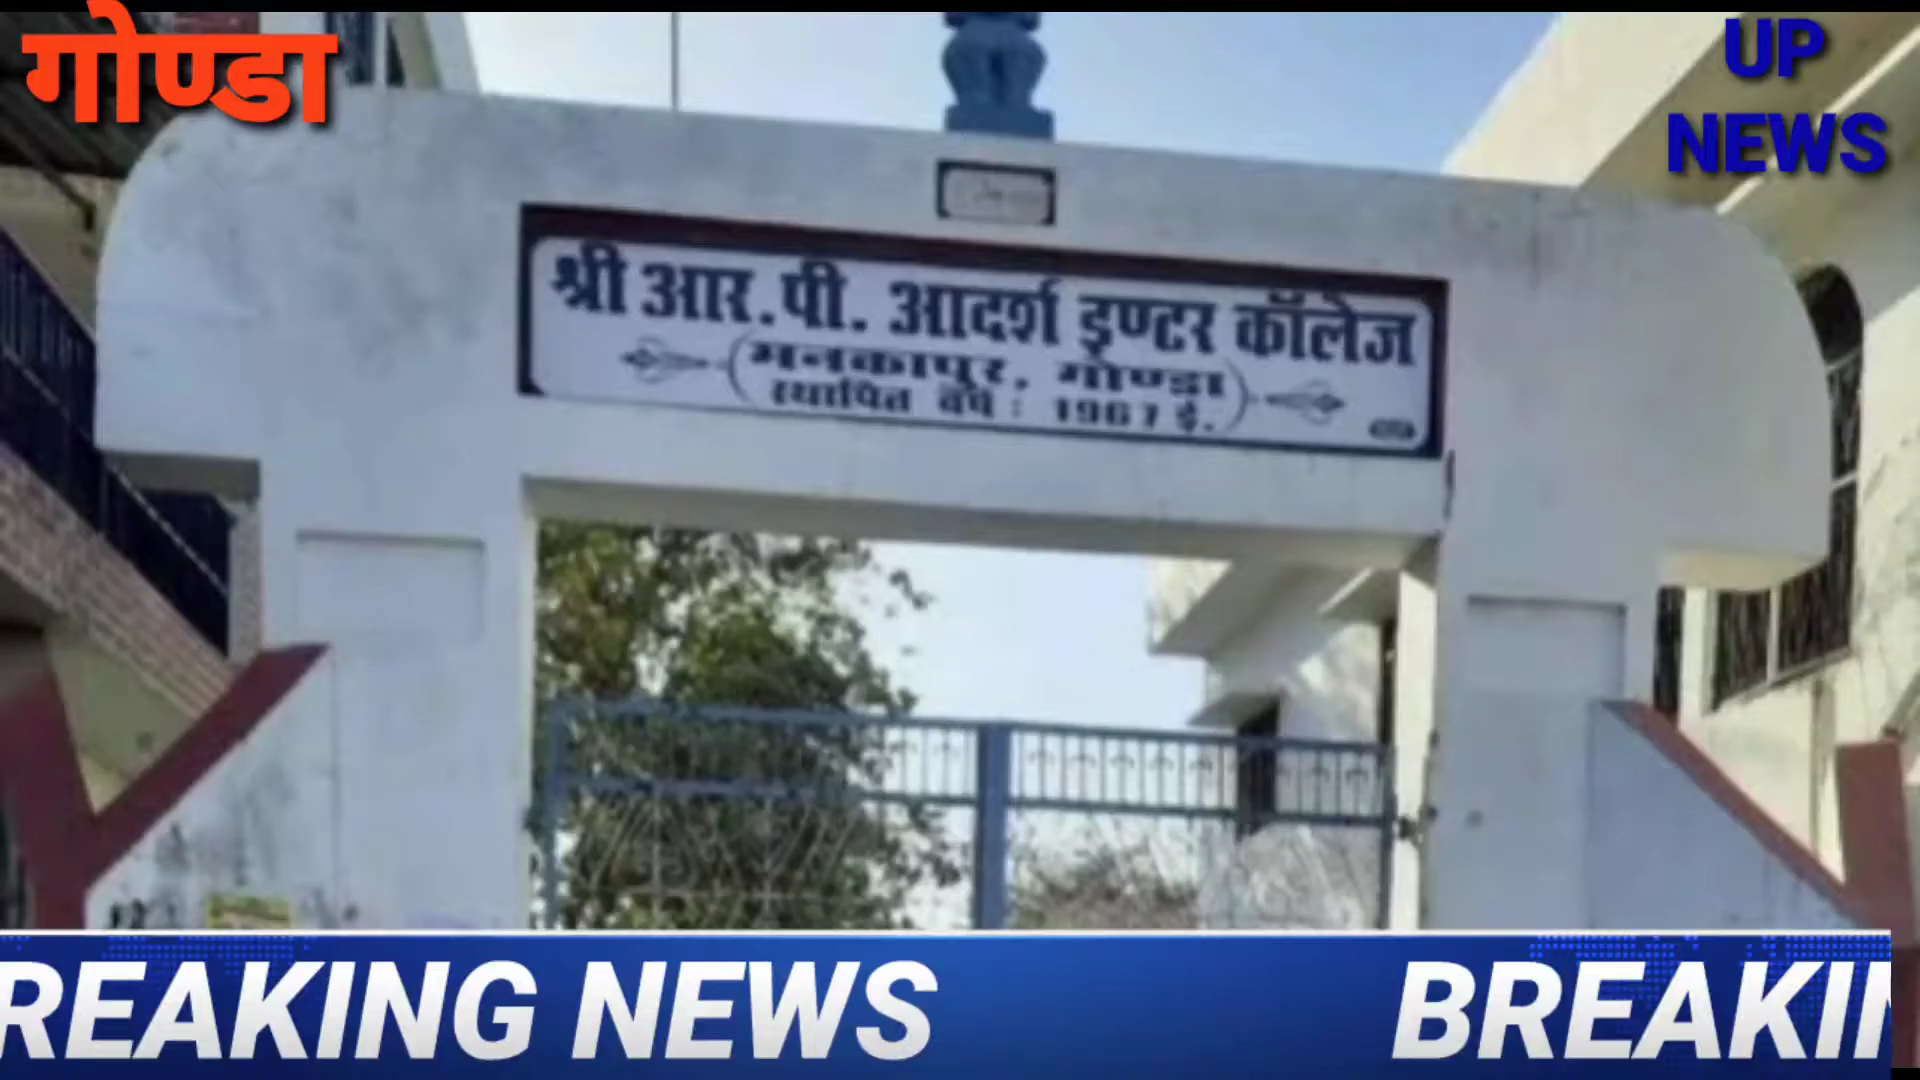 गोण्डा
UP
NEWS
श्री आर.पी. आदर्श इण्टर कॉलेज
(मनकापुर, गोण्डा)
स्थापित वर्ष : 1967 ई.
REAKING NEWS
BREAKI